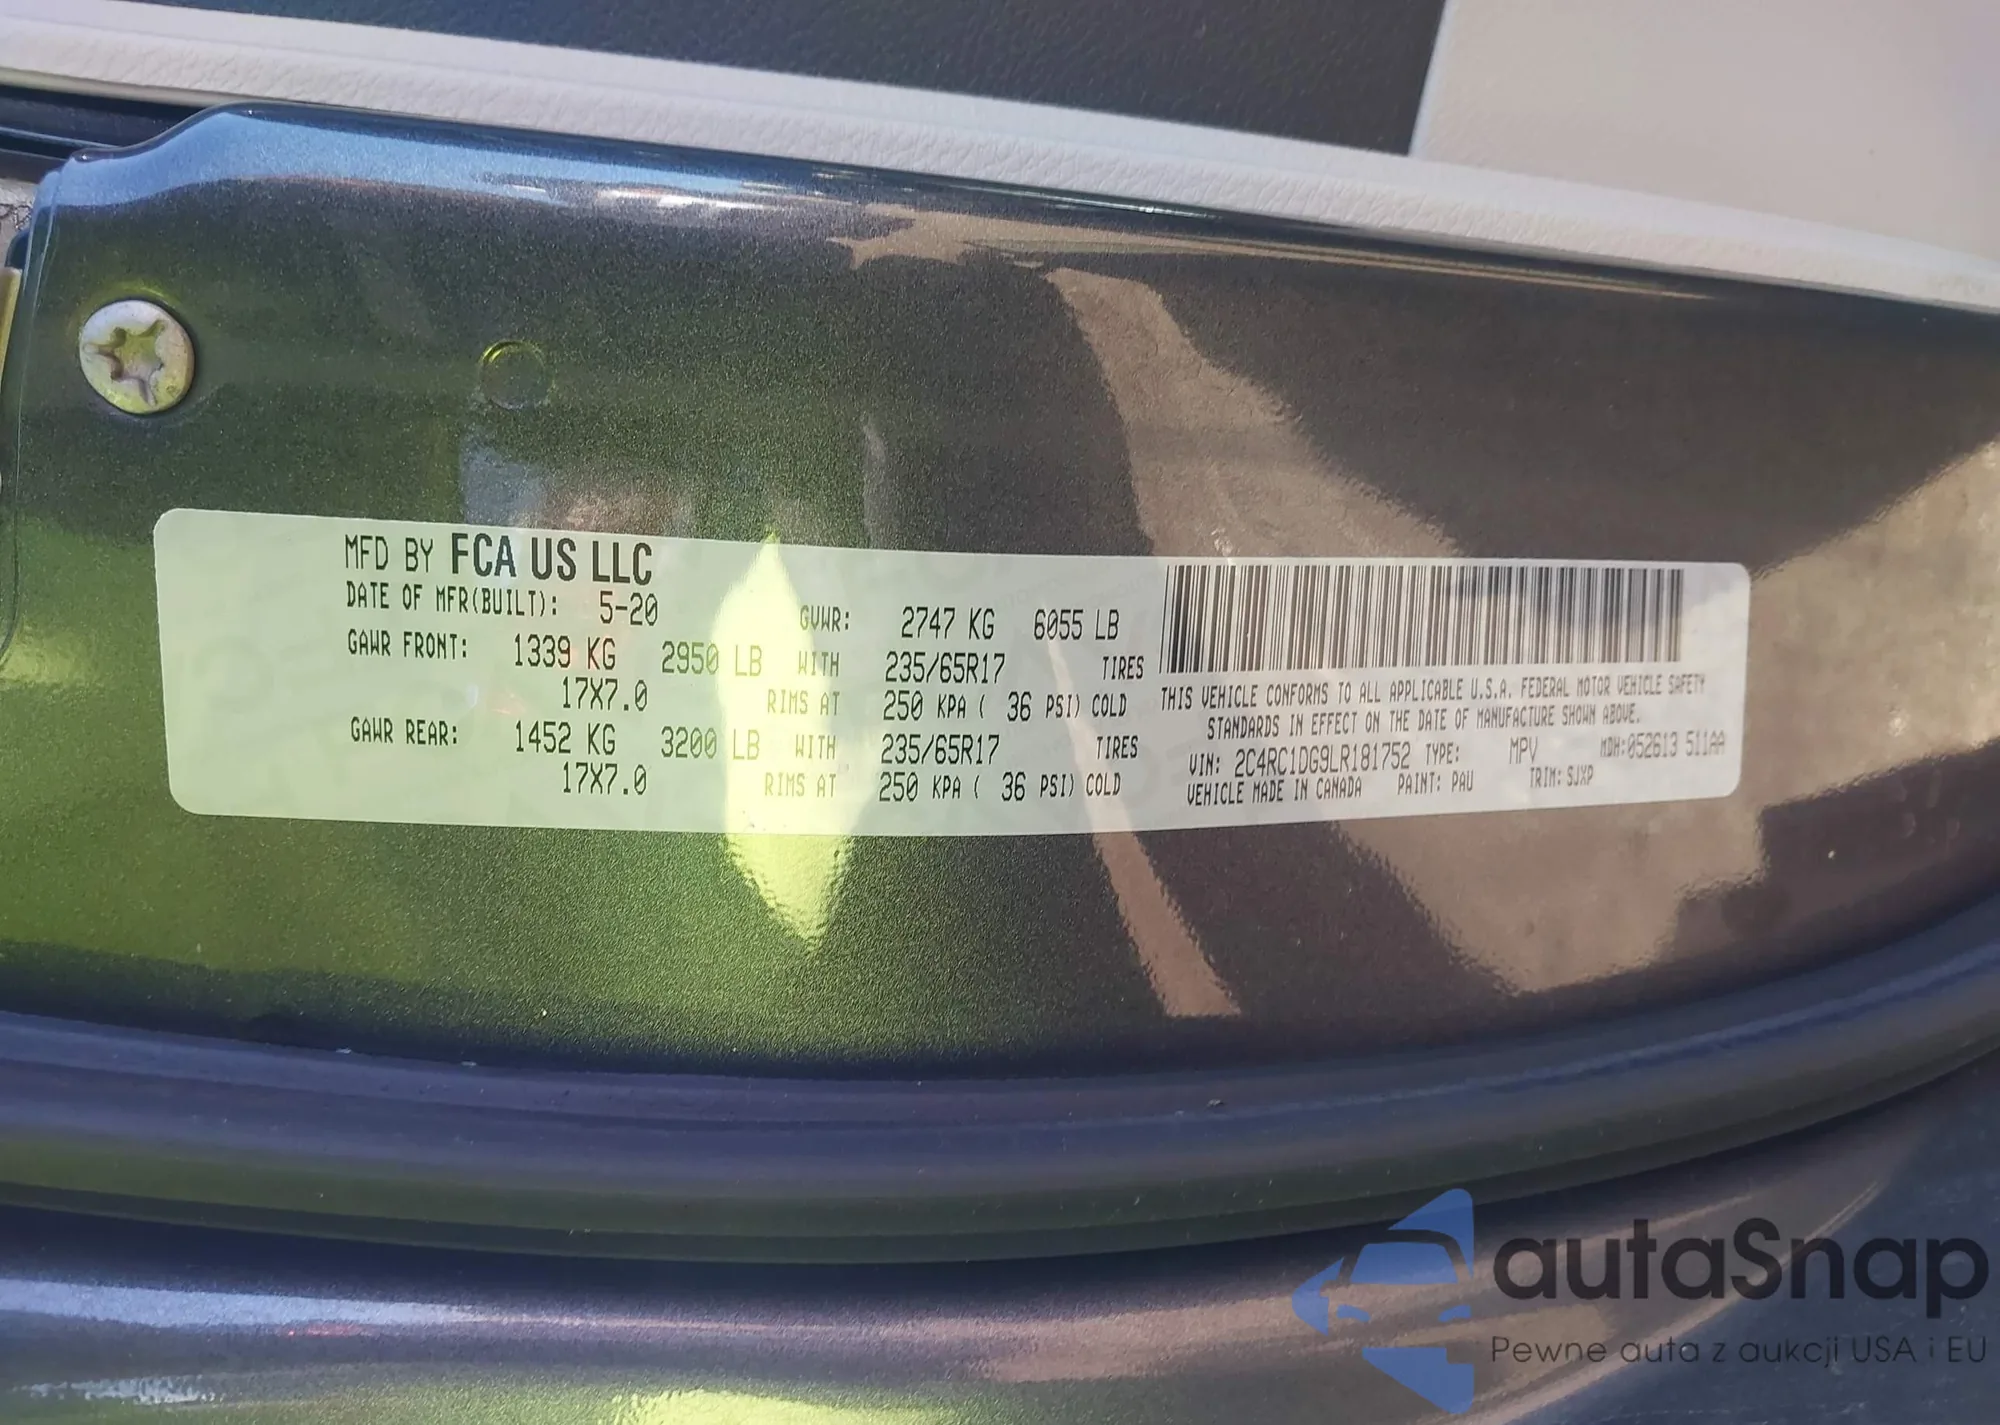 MFD BY FCA US LLC
DATE OF MFR(BUILT): 5-20 GVWR: 2747 KG 6055 LB
GAWR FRONT: 1339 KG 2950 LB WITH 235/65R17 TIRES
17X7.0 RIMS AT 250 KPA ( 36 PSI) COLD
GAWR REAR: 1452 KG 3200 LB WITH 235/65R17 TIRES
17X7.0 RIMS AT 250 KPA ( 36 PSI) COLD
THIS VEHICLE CONFORMS TO ALL APPLICABLE U.S.A. FEDERAL MOTOR VEHICLE SAFETY
STANDARDS IN EFFECT ON THE DATE OF MANUFACTURE SHOWN ABOVE.
VIN: 2C4RC1DG9LR181752 TYPE: MPV MDH:052613 511AA
VEHICLE MADE IN CANADA PAINT: PAU TRIM: SJXP
autaSnap
Pewne auta z aukcji USA i EU